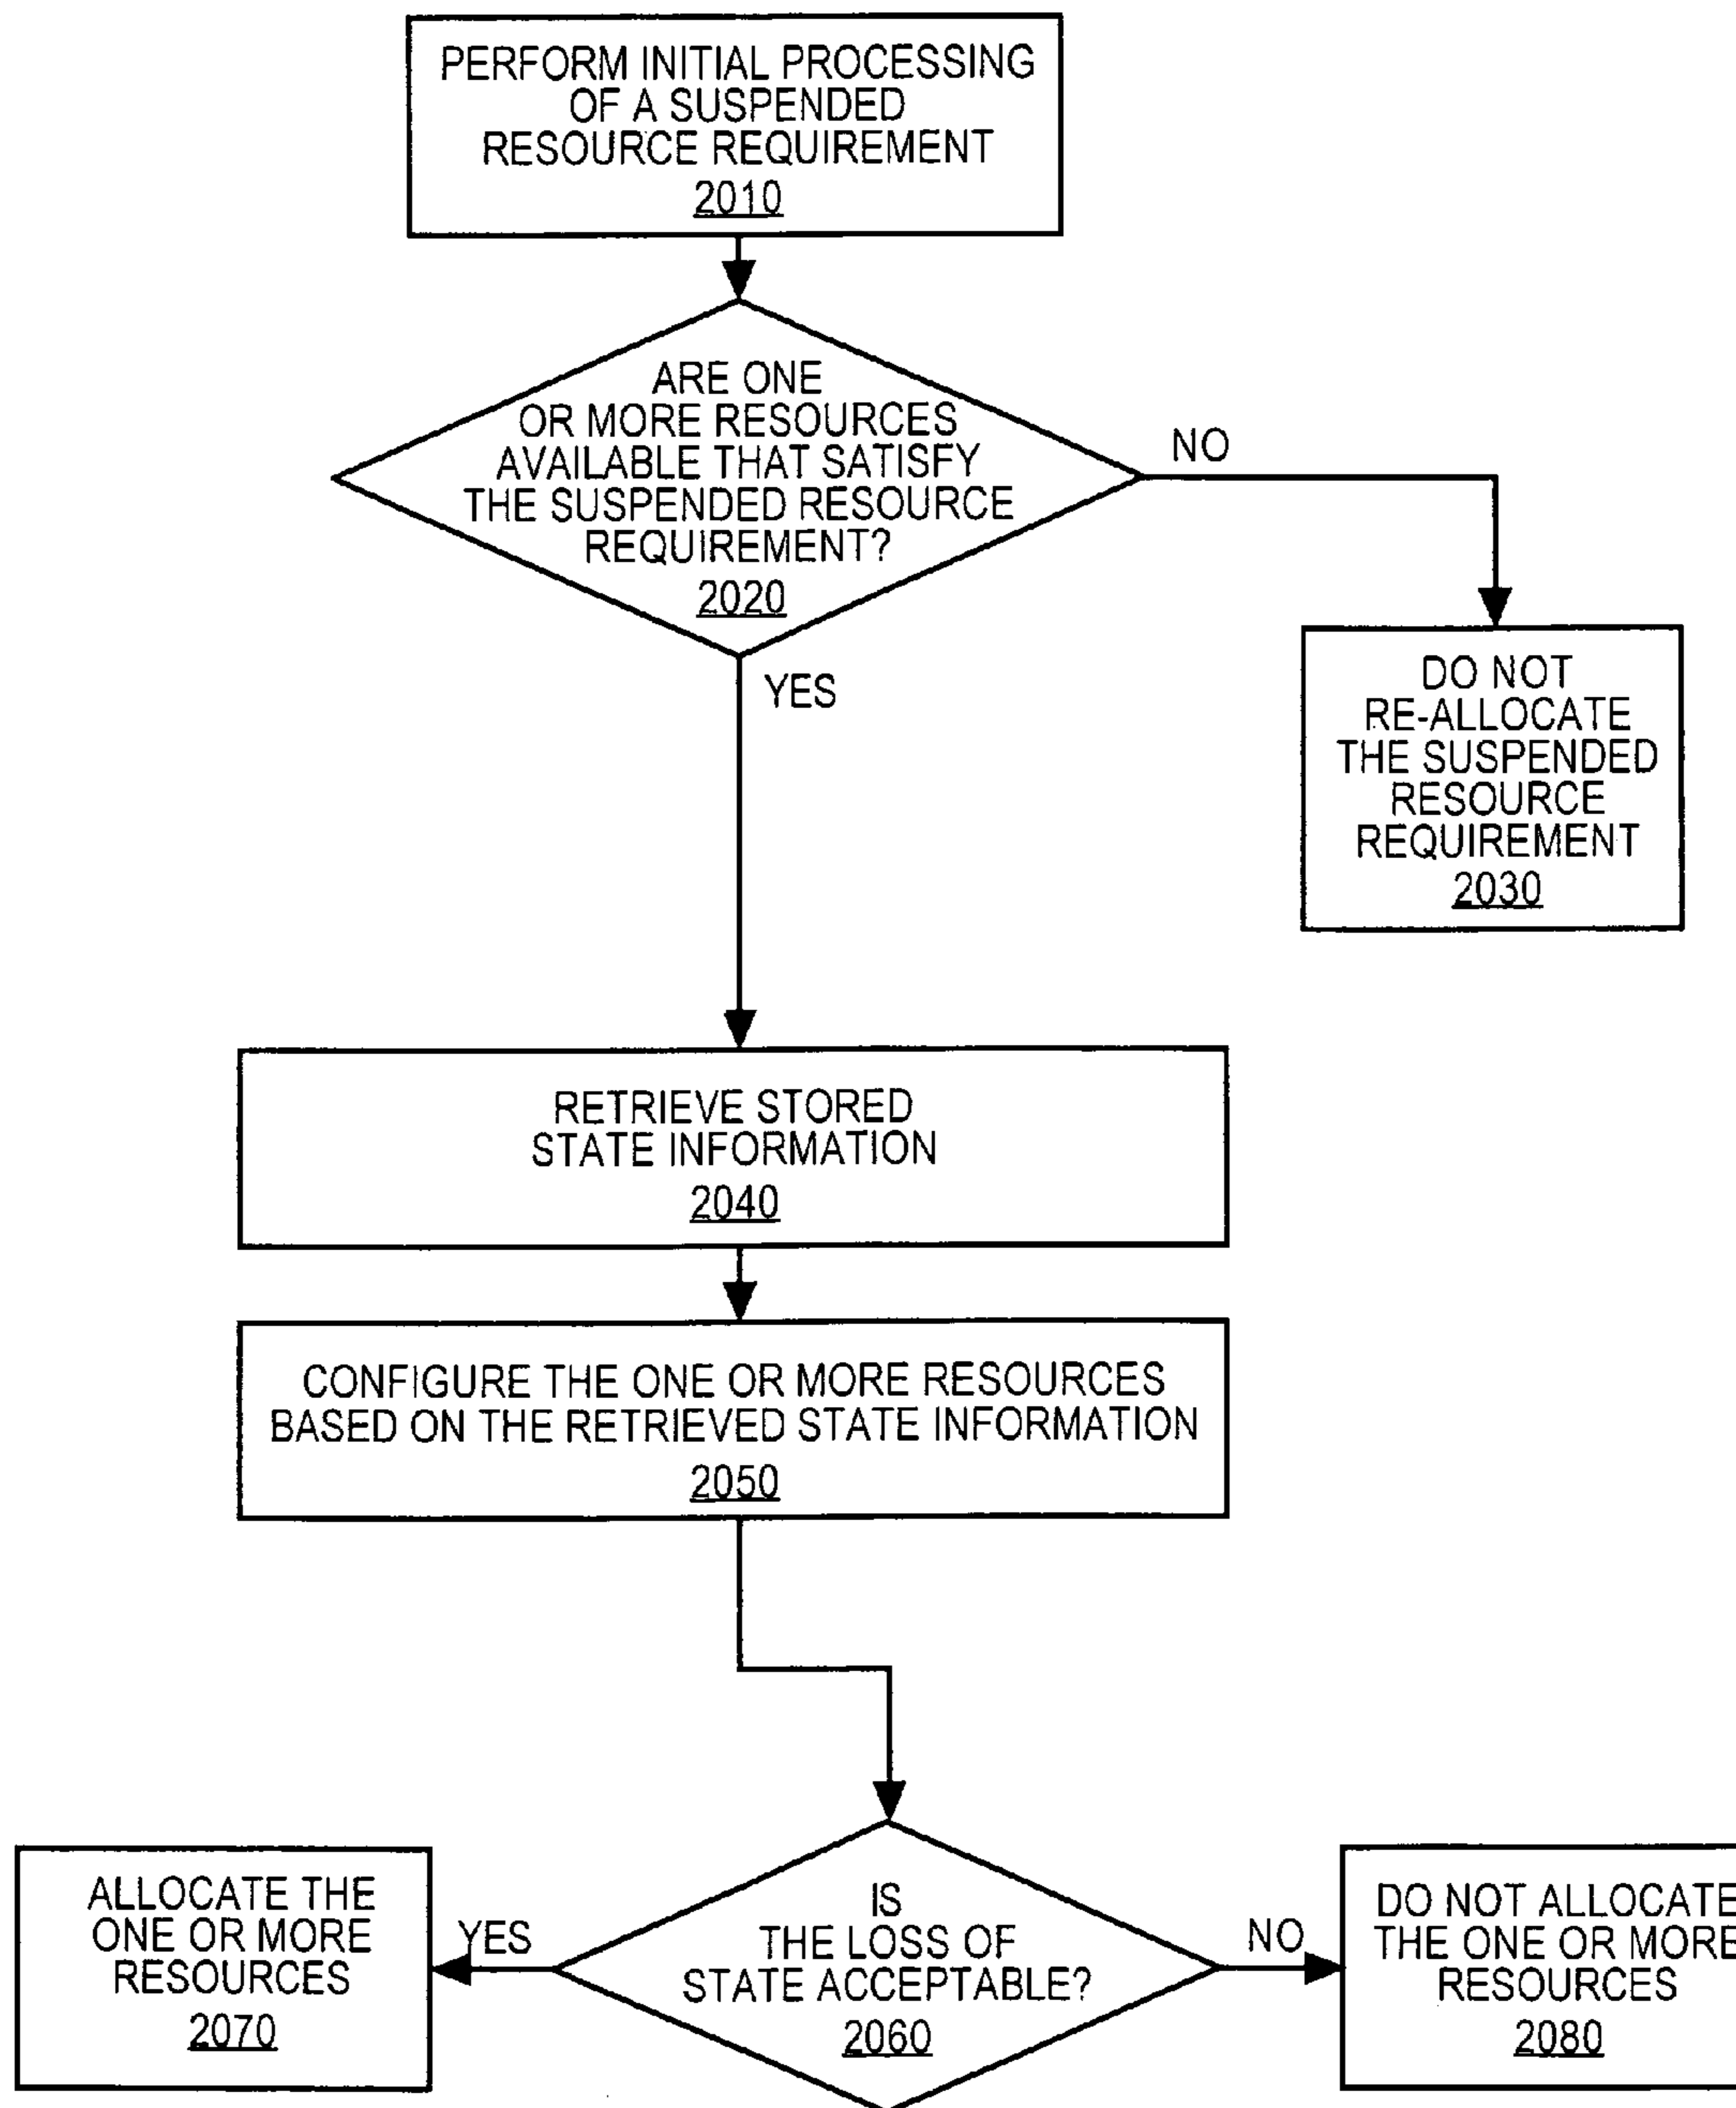 PERFORM INITIAL PROCESSING
OF A SUSPENDED
RESOURCE REQUIREMENT
2010
ARE ONE
OR MORE RESOURCES
AVAILABLE THAT SATISFY
THE SUSPENDED RESOURCE
REQUIREMENT?
2020
NO
YES
DO NOT
RE-ALLOCATE
THE SUSPENDED
RESOURCE
REQUIREMENT
2030
RETRIEVE STORED
STATE INFORMATION
2040
CONFIGURE THE ONE OR MORE RESOURCES
BASED ON THE RETRIEVED STATE INFORMATION
2050
ALLOCATE THE
ONE OR MORE
RESOURCES
2070
YES
IS
THE LOSS OF
STATE ACCEPTABLE?
2060
NO
DO NOT ALLOCATE
THE ONE OR MORE
RESOURCES
2080